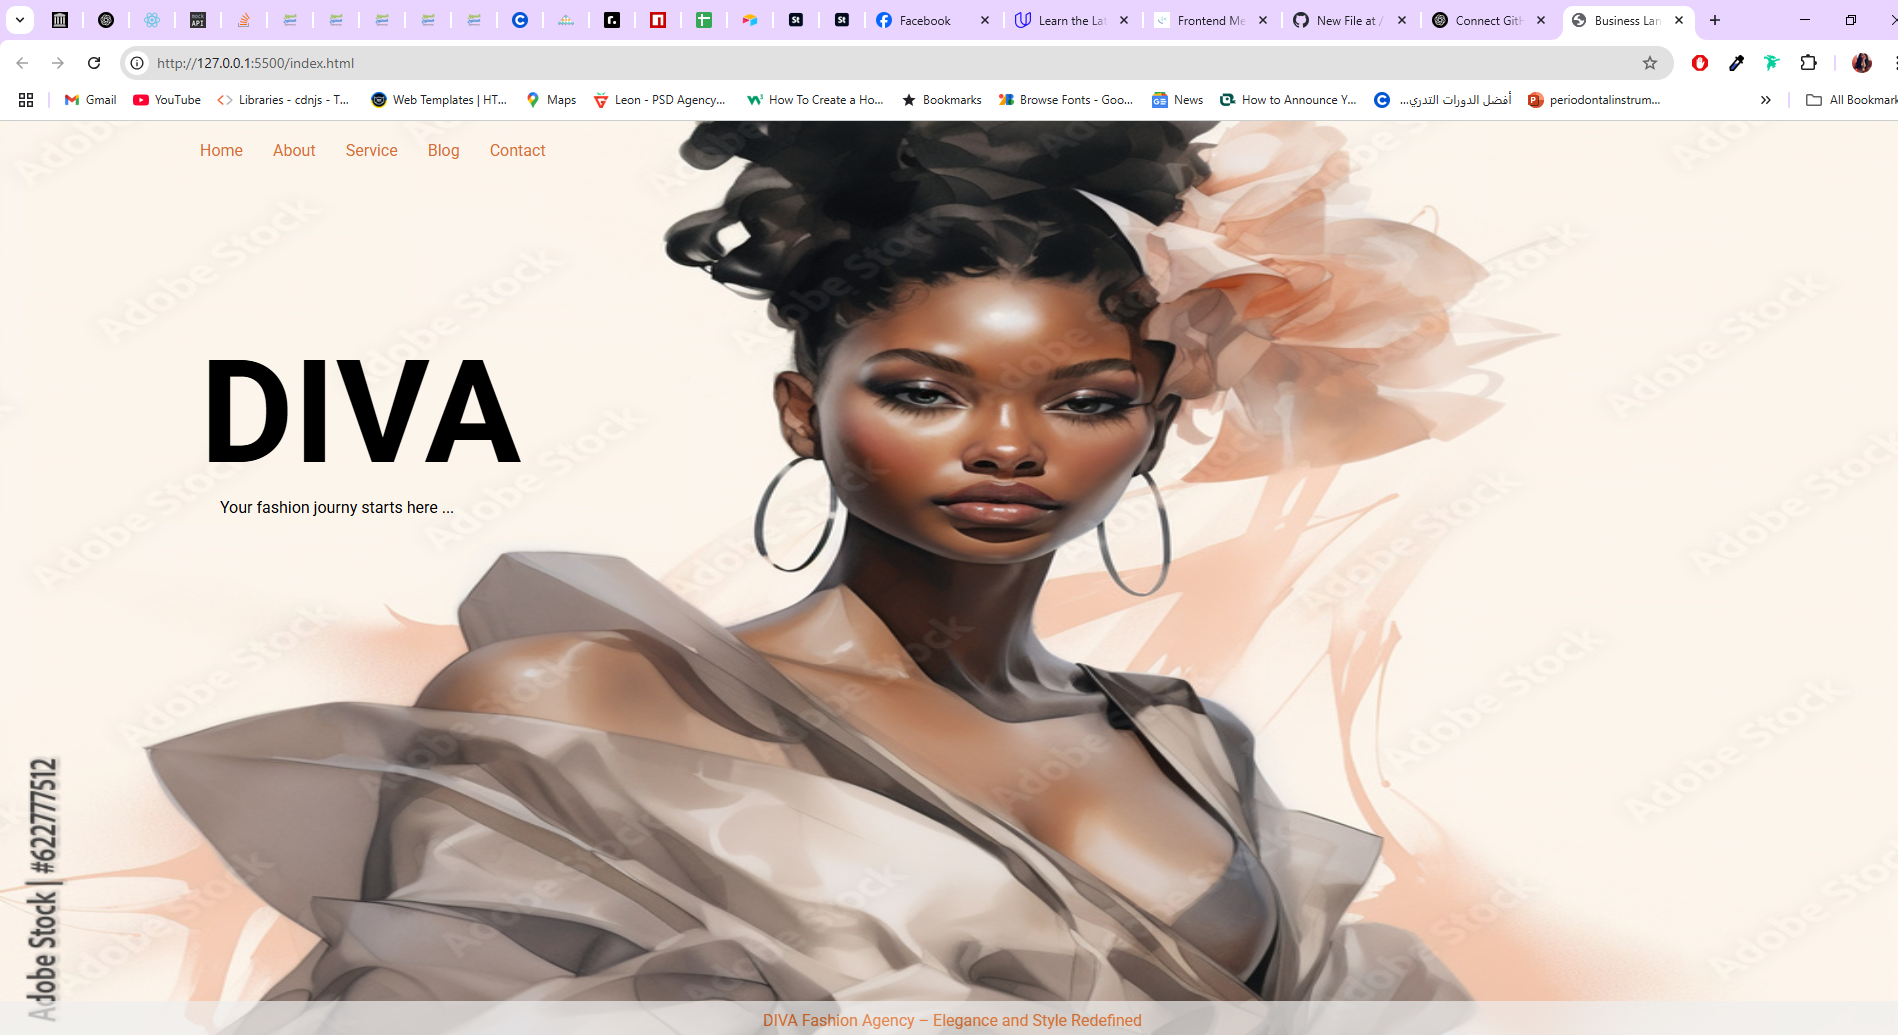 Facebook
Learn the Lat
Frontend Me
New File at /
Connect GitH
Business Lan
http://127.0.0.1:5500/index.html
Gmail
YouTube
Libraries - cdnjs - T...
Web Templates | HT...
Maps
Leon - PSD Agency...
How To Create a Ho...
Bookmarks
Browse Fonts - Goo...
News
How to Announce Y...
أفضل الدورات التدري...
periodontalinstrum...
All Bookmark
Home About Service Blog Contact
DIVA
Your fashion journy starts here ...
Adobe Stock | #622777512
DIVA Fashion Agency – Elegance and Style Redefined